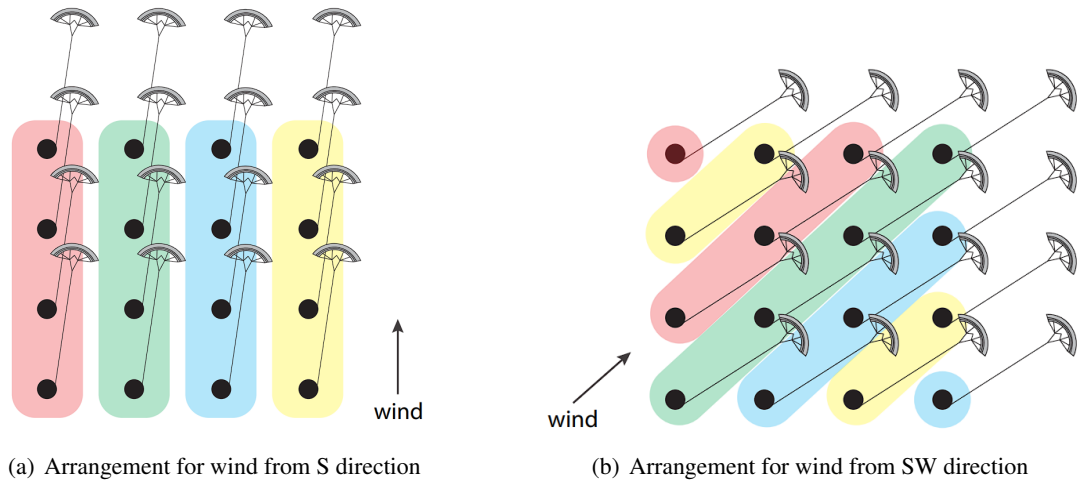 wind
wind
(a) Arrangement for wind from S direction
(b) Arrangement for wind from SW direction